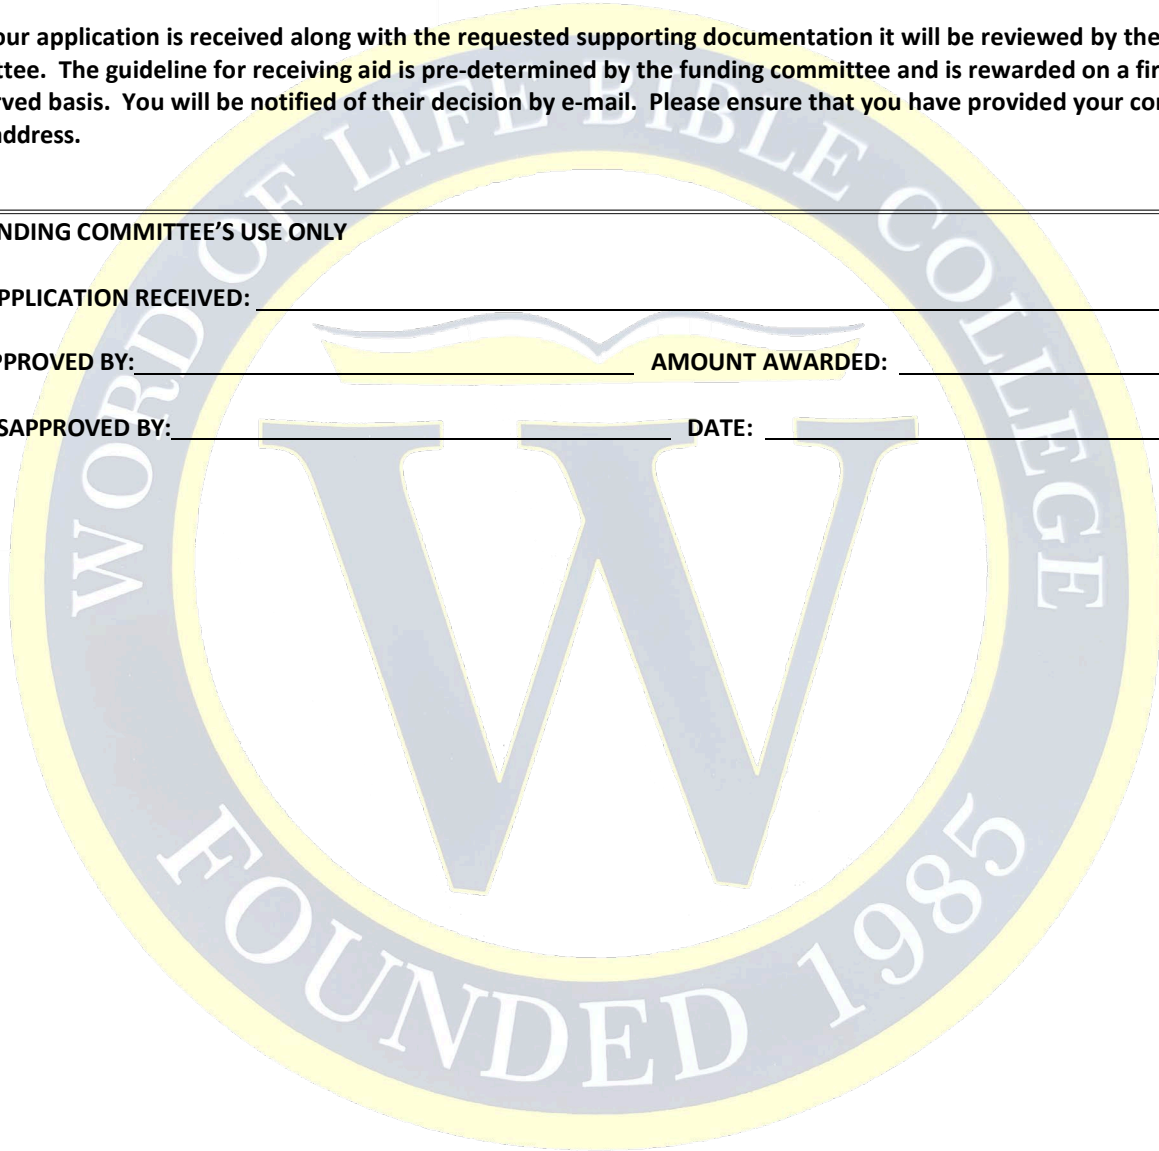 our application is received along with the requested supporting documentation it will be reviewed by the
ttee. The guideline for receiving aid is pre-determined by the funding committee and is rewarded on a fir
rved basis. You will be notified of their decision by e-mail. Please ensure that you have provided your cor
address.
NDING COMMITTEE’S USE ONLY
PPLICATION RECEIVED:
PPROVED BY: AMOUNT AWARDED:
SAPPROVED BY: DATE:
WORD OF LIFE BIBLE COLLEGE
W
FOUNDED 1985